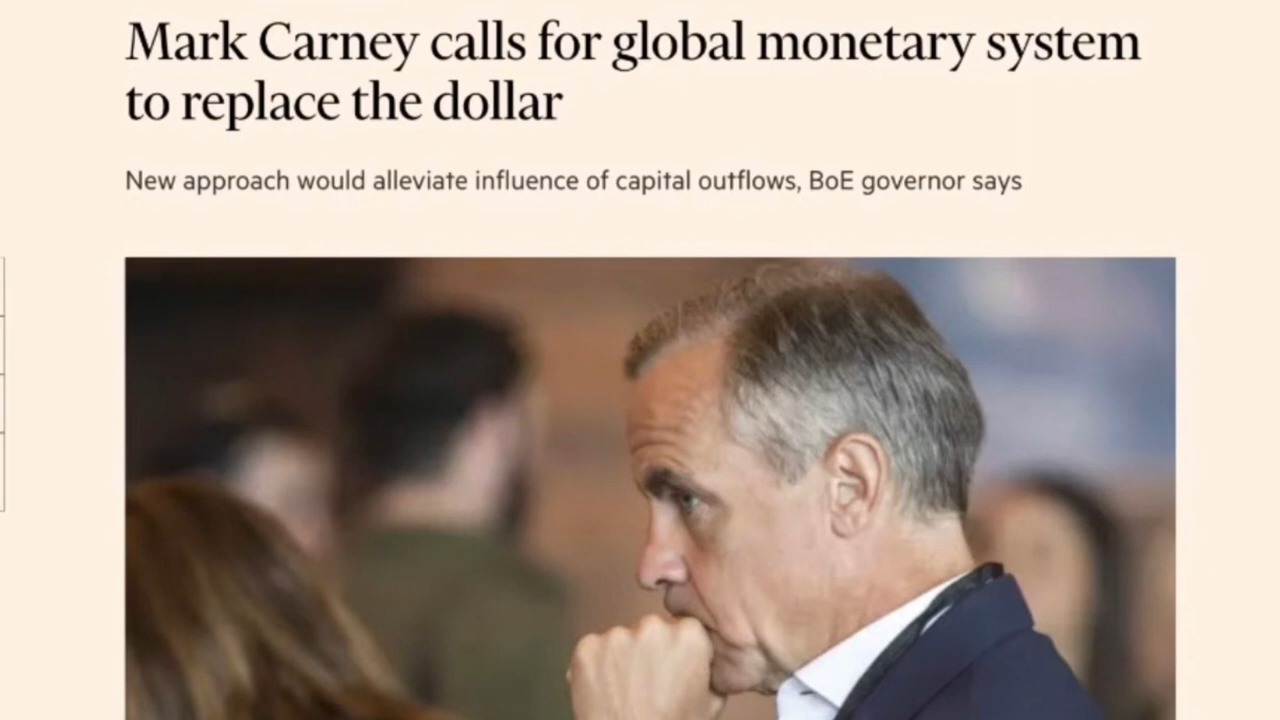 Mark Carney calls for global monetary system
to replace the dollar
New approach would alleviate influence of capital outflows, BoE governor says